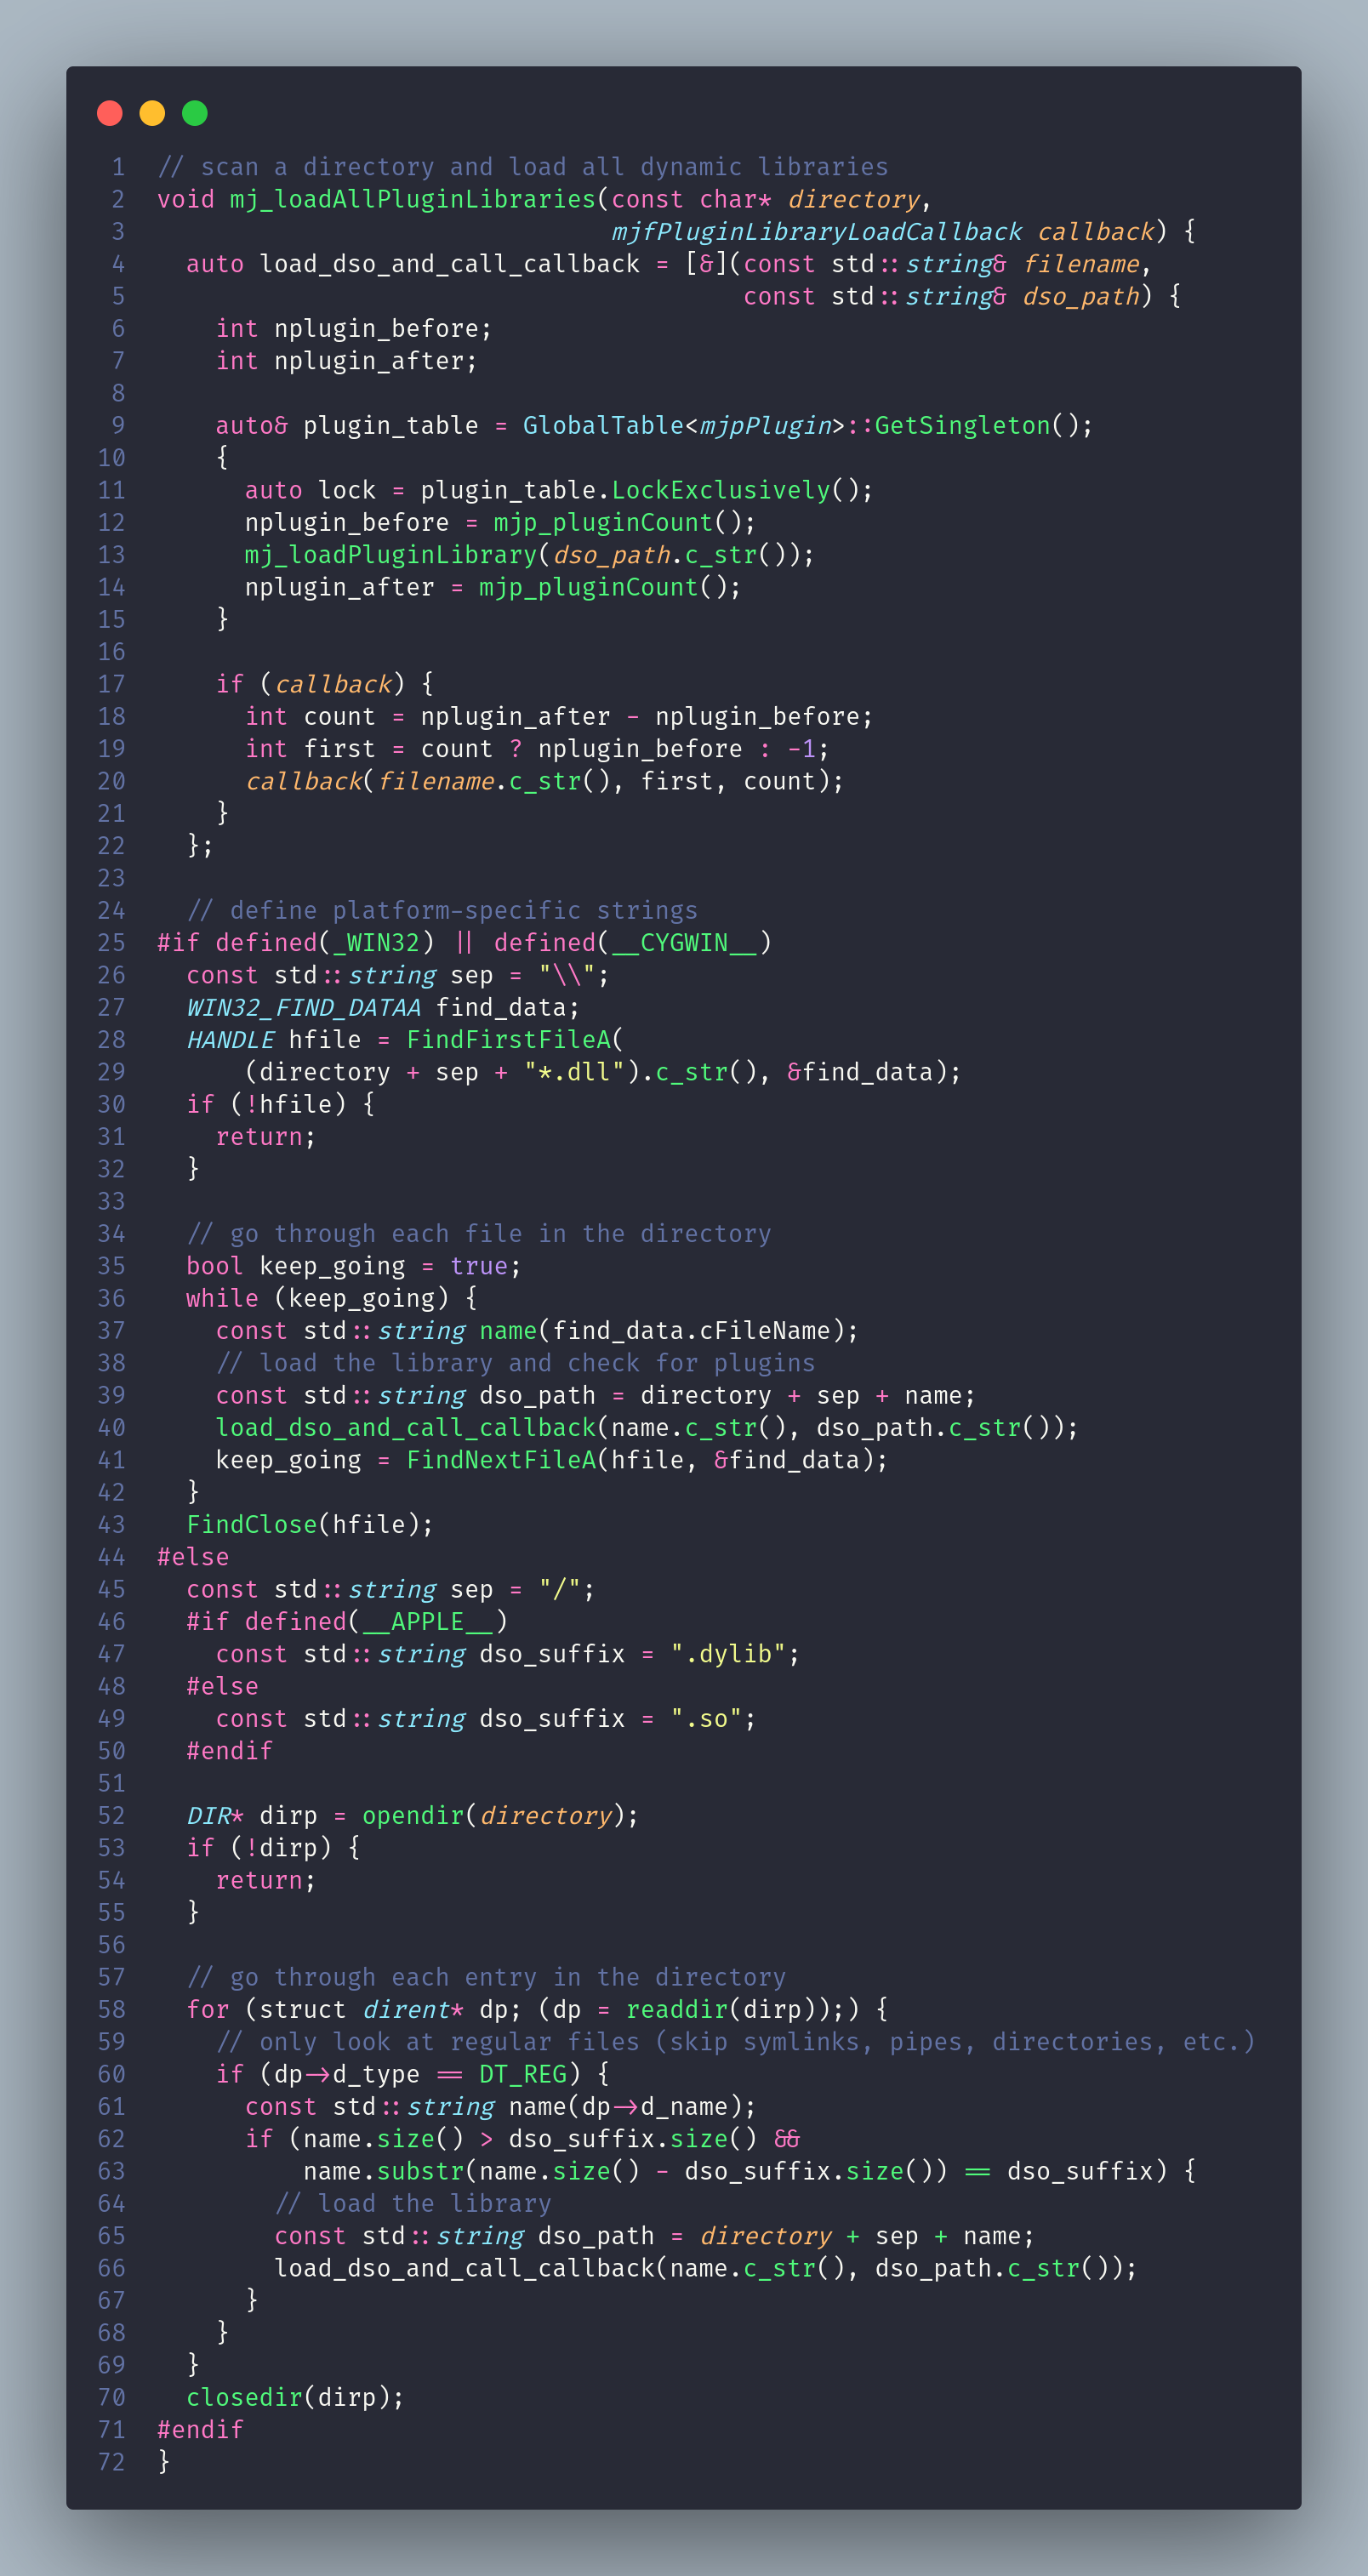 1 // scan a directory and load all dynamic libraries
2 void mj_loadAllPluginLibraries(const char* directory,
3                                mjfPluginLibraryLoadCallback callback) {
4   auto load_dso_and_call_callback = [&](const std::string& filename,
5                                         const std::string& dso_path) {
6     int nplugin_before;
7     int nplugin_after;
8
9     auto& plugin_table = GlobalTable<mjpPlugin>::GetSingleton();
10     {
11       auto lock = plugin_table.LockExclusively();
12       nplugin_before = mjp_pluginCount();
13       mj_loadPluginLibrary(dso_path.c_str());
14       nplugin_after = mjp_pluginCount();
15     }
16
17     if (callback) {
18       int count = nplugin_after - nplugin_before;
19       int first = count ? nplugin_before : -1;
20       callback(filename.c_str(), first, count);
21     }
22   };
23
24   // define platform-specific strings
25 #if defined(_WIN32) || defined(__CYGWIN__)
26   const std::string sep = "\\";
27   WIN32_FIND_DATAA find_data;
28   HANDLE hfile = FindFirstFileA(
29       (directory + sep + "*.dll").c_str(), &find_data);
30   if (!hfile) {
31     return;
32   }
33
34   // go through each file in the directory
35   bool keep_going = true;
36   while (keep_going) {
37     const std::string name(find_data.cFileName);
38     // load the library and check for plugins
39     const std::string dso_path = directory + sep + name;
40     load_dso_and_call_callback(name.c_str(), dso_path.c_str());
41     keep_going = FindNextFileA(hfile, &find_data);
42   }
43   FindClose(hfile);
44 #else
45   const std::string sep = "/";
46   #if defined(__APPLE__)
47     const std::string dso_suffix = ".dylib";
48   #else
49     const std::string dso_suffix = ".so";
50   #endif
51
52   DIR* dirp = opendir(directory);
53   if (!dirp) {
54     return;
55   }
56
57   // go through each entry in the directory
58   for (struct dirent* dp; (dp = readdir(dirp));) {
59     // only look at regular files (skip symlinks, pipes, directories, etc.)
60     if (dp->d_type == DT_REG) {
61       const std::string name(dp->d_name);
62       if (name.size() > dso_suffix.size() &&
63           name.substr(name.size() - dso_suffix.size()) == dso_suffix) {
64         // load the library
65         const std::string dso_path = directory + sep + name;
66         load_dso_and_call_callback(name.c_str(), dso_path.c_str());
67       }
68     }
69   }
70   closedir(dirp);
71 #endif
72 }